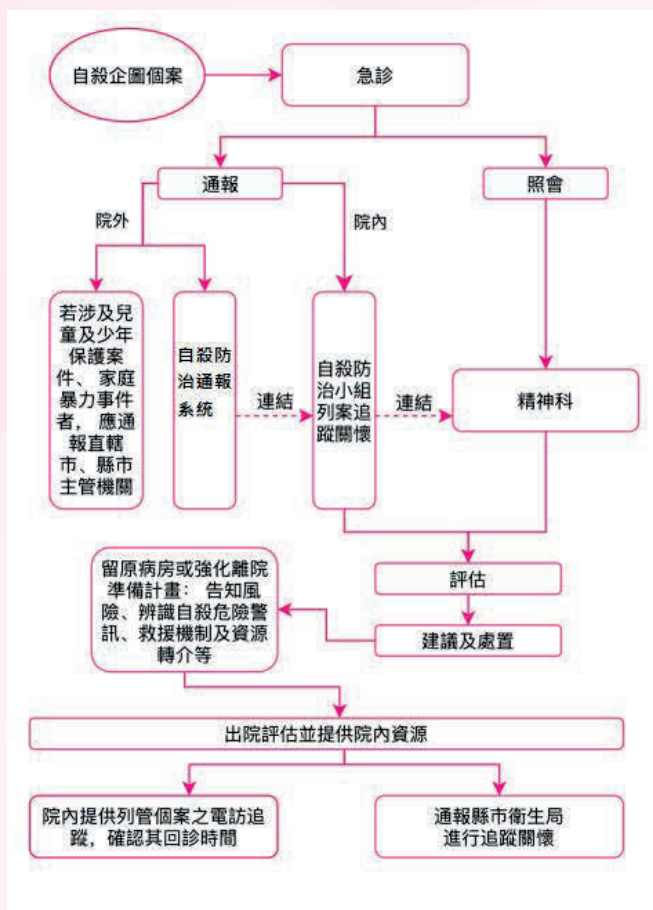 自殺企圖個案
急診
通報
照會
院外
院內
若涉及兒
童及少年
保護案
件、 家庭
暴力事件
者， 應通
報直轄
市、縣市
主管機關
自殺防
治通報
系統
連結
自殺防
治小組
列案追
蹤關懷
連結
精神科
評估
建議及處置
留原病房或強化離院
準備計畫： 告知風
險、辨識自殺危險警
訊、救援機制及資源
轉介等
出院評估並提供院內資源
院內提供列管個案之電訪追
蹤，確認其回診時間
通報縣市衛生局
進行追蹤關懷